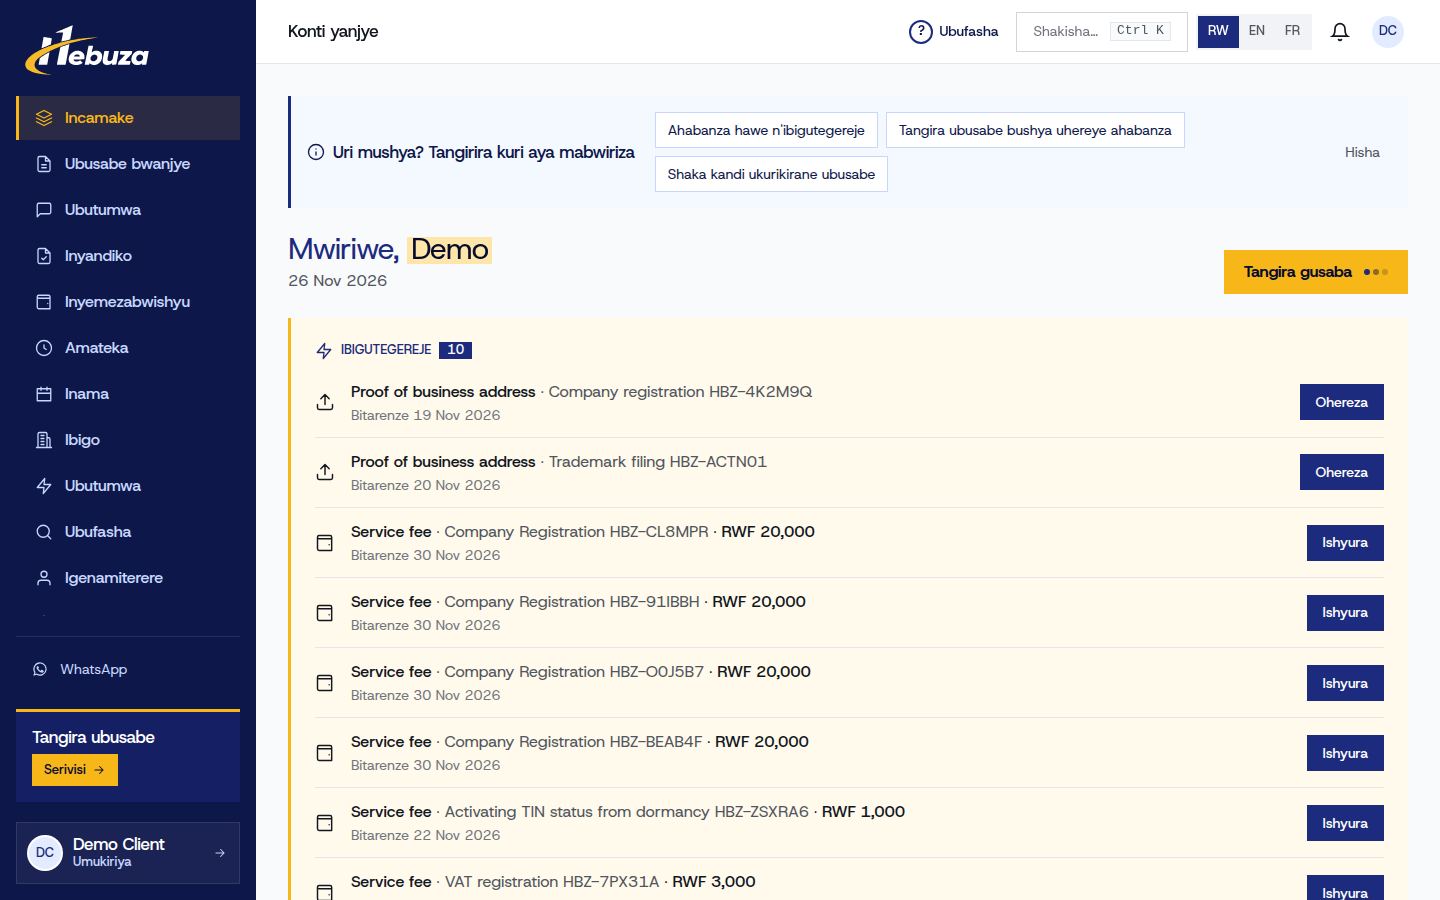 Hebuza
Incamake
Ubusabe bwanjye
Ubutumwa
Inyandiko
Inyemezabwishyu
Amateka
Inama
Ibigo
Ubutumwa
Ubufasha
Igenamiterere
WhatsApp
Tangira ubusabe
Serivisi
DC
Demo Client
Umukiriya
Konti yanjye
? Ubufasha
Shakisha... Ctrl K
RW EN FR
DC
Uri mushya? Tangirira kuri aya mabwiriza
Ahabanza hawe n'ibigutegereje
Tangira ubusabe bushya uhereye ahabanza
Shaka kandi ukurikirane ubusabe
Hisha
Mwiriwe, Demo
26 Nov 2026
Tangira gusaba
IBIGUTEGEREJE 10
Proof of business address · Company registration HBZ-4K2M9Q
Bitarenze 19 Nov 2026
Ohereza
Proof of business address · Trademark filing HBZ-ACTN01
Bitarenze 20 Nov 2026
Ohereza
Service fee · Company Registration HBZ-CL8MPR · RWF 20,000
Bitarenze 30 Nov 2026
Ishyura
Service fee · Company Registration HBZ-91IBBH · RWF 20,000
Bitarenze 30 Nov 2026
Ishyura
Service fee · Company Registration HBZ-O0J5B7 · RWF 20,000
Bitarenze 30 Nov 2026
Ishyura
Service fee · Company Registration HBZ-BEAB4F · RWF 20,000
Bitarenze 30 Nov 2026
Ishyura
Service fee · Activating TIN status from dormancy HBZ-ZSXRA6 · RWF 1,000
Bitarenze 22 Nov 2026
Ishyura
Service fee · VAT registration HBZ-7PX31A · RWF 3,000
Ishyura